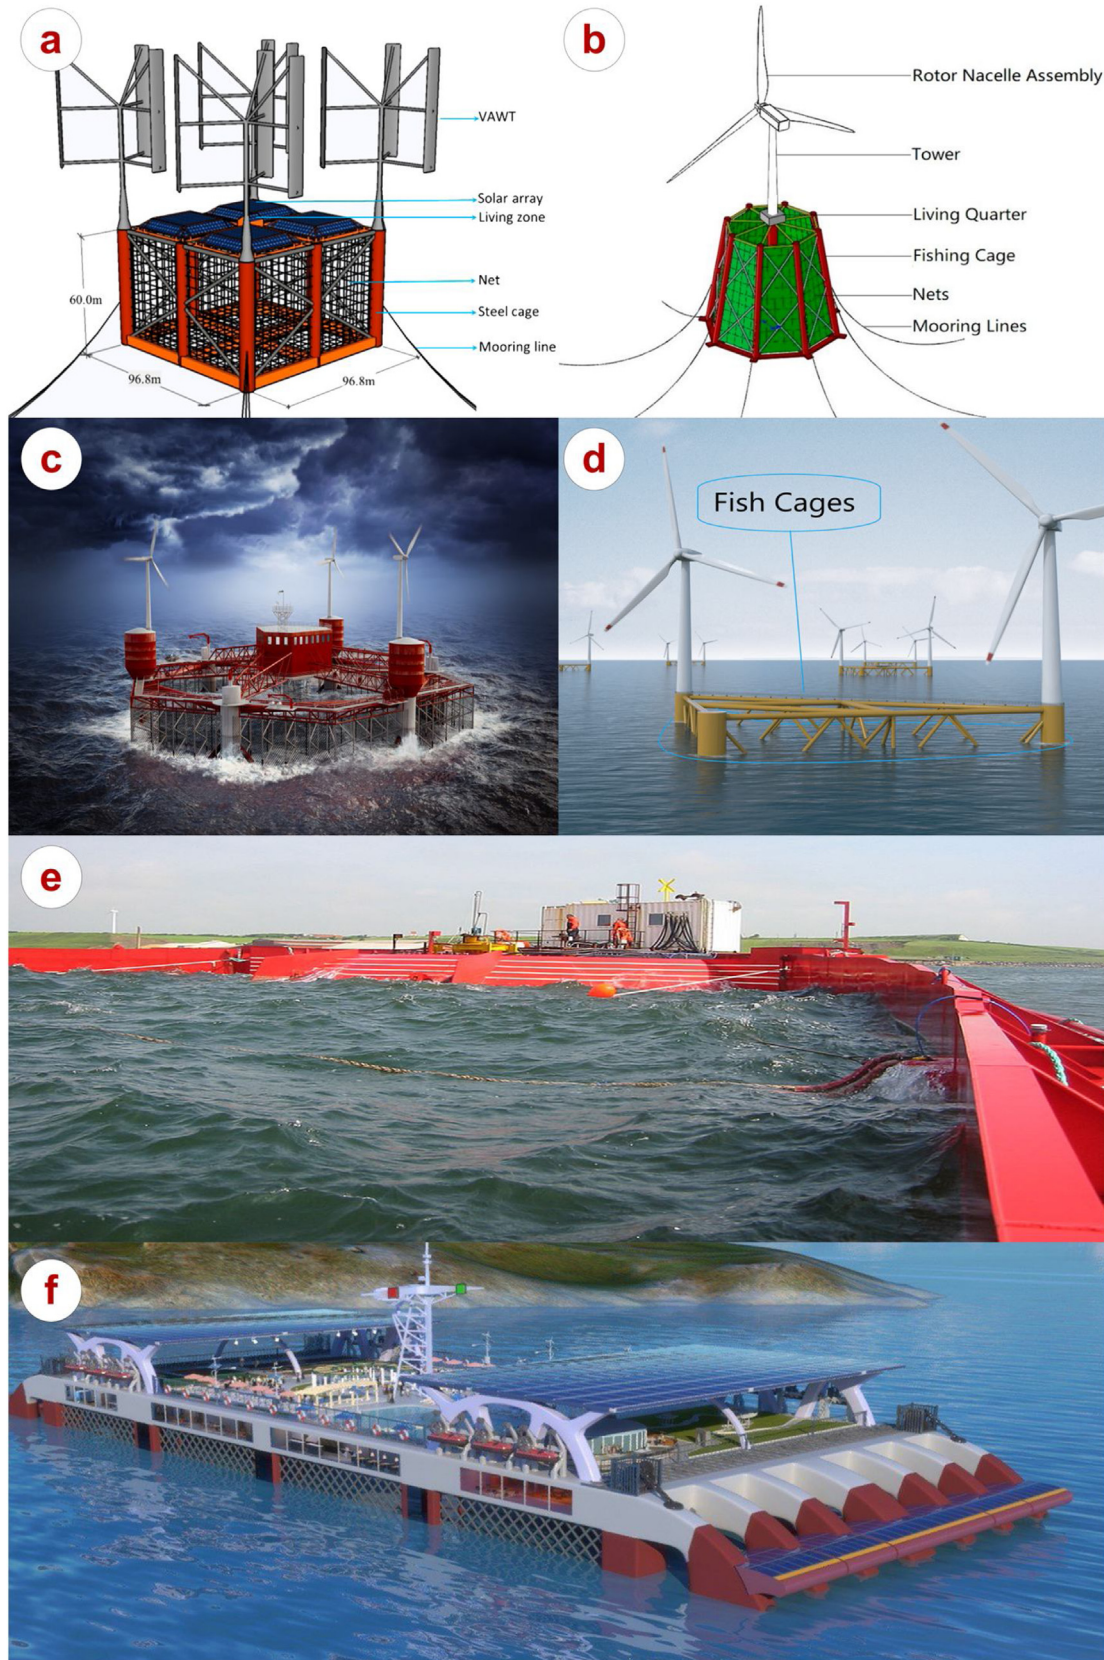 a
VAWT
Solar array
Living zone
Net
Steel cage
Mooring line
60.0m
96.8m
96.8m
b
Rotor Nacelle Assembly
Tower
Living Quarter
Fishing Cage
Nets
Mooring Lines
c
d
Fish Cages
e
f